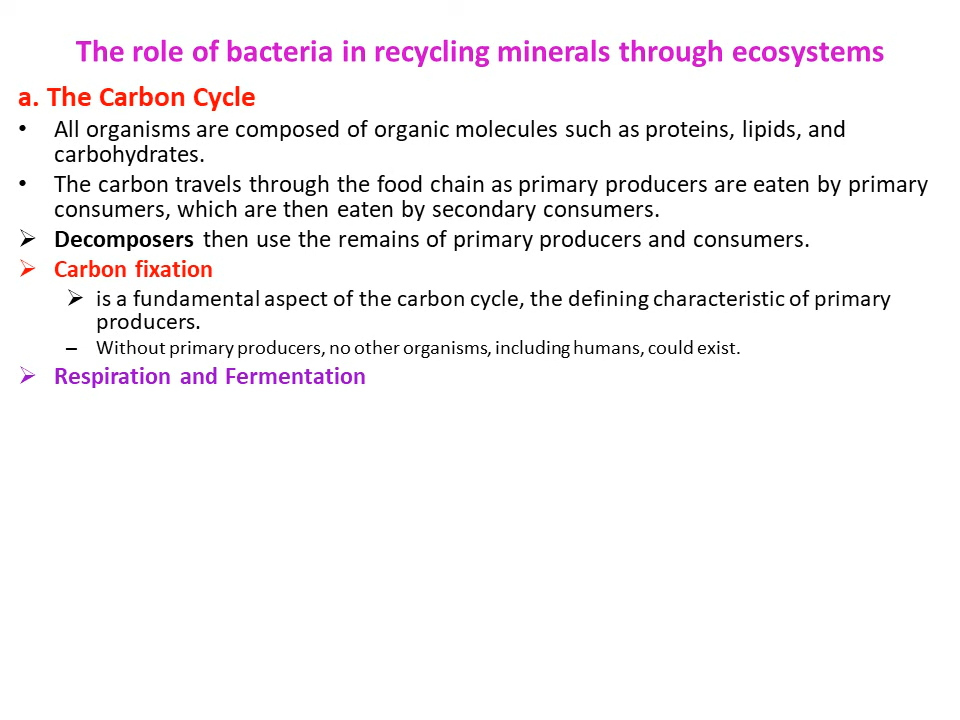 The role of bacteria in recycling minerals through ecosystems
a. The Carbon Cycle
• All organisms are composed of organic molecules such as proteins, lipids, and
carbohydrates.
• The carbon travels through the food chain as primary producers are eaten by primary
consumers, which are then eaten by secondary consumers.
➢ Decomposers then use the remains of primary producers and consumers.
➢ Carbon fixation
➢ is a fundamental aspect of the carbon cycle, the defining characteristic of primary
producers.
– Without primary producers, no other organisms, including humans, could exist.
➢ Respiration and Fermentation